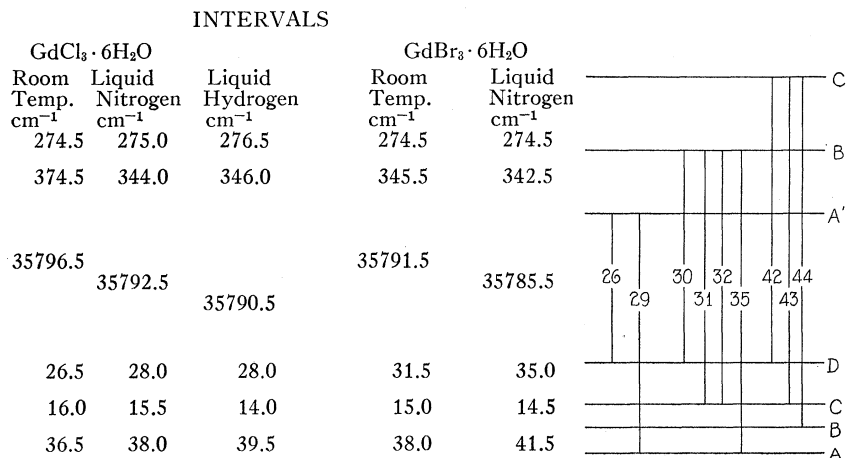 INTERVALS
GdCl₃·6H₂O GdBr₃·6H₂O
Room Liquid Liquid Room Liquid C
Temp. Nitrogen Hydrogen Temp. Nitrogen
cm⁻¹ cm⁻¹ cm⁻¹ cm⁻¹ cm⁻¹
274.5 275.0 276.5 274.5 274.5 B
374.5 344.0 346.0 345.5 342.5
A′
35796.5 35791.5
26 30 32 42 44
35792.5 35785.5
35790.5 29 31 35 43
26.5 28.0 28.0 31.5 35.0 D
16.0 15.5 14.0 15.0 14.5 C
B
36.5 38.0 39.5 38.0 41.5 A